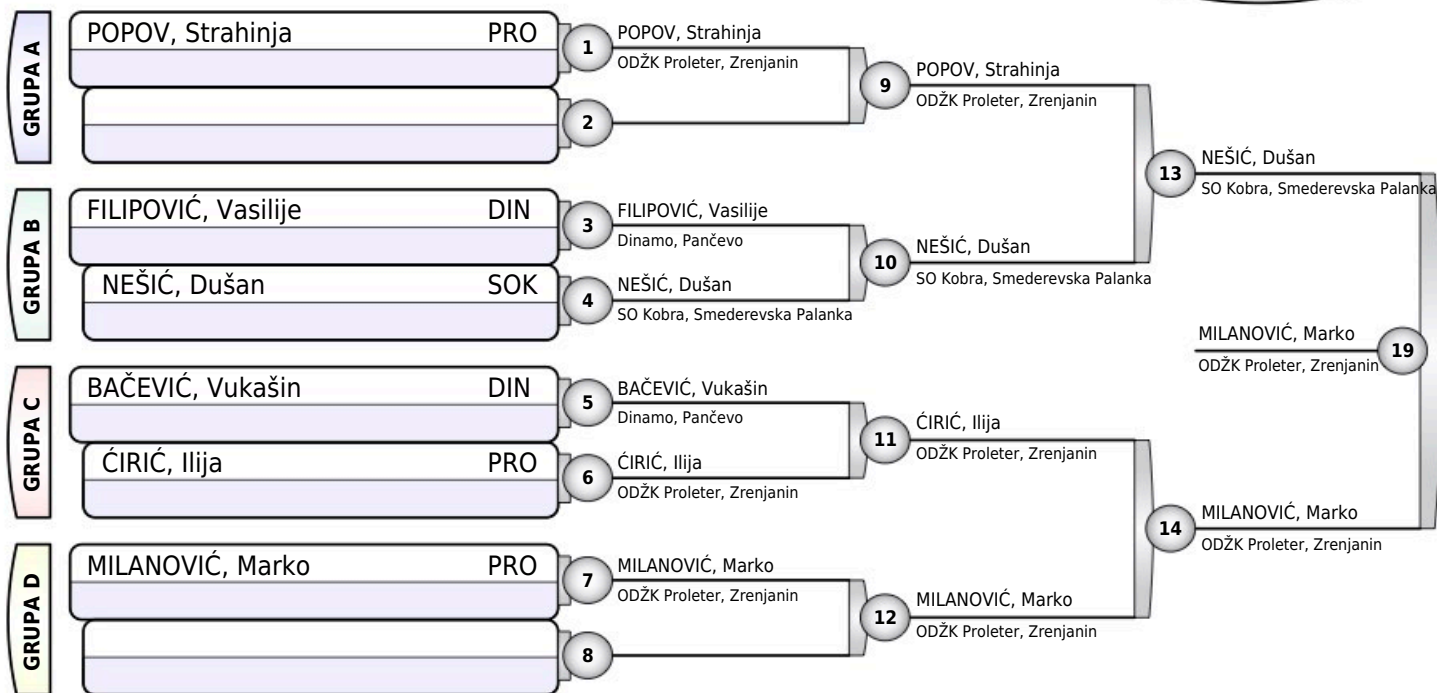 GRUPA A
POPOV, Strahinja PRO
1
POPOV, Strahinja
ODŽK Proleter, Zrenjanin
2
9
POPOV, Strahinja
ODŽK Proleter, Zrenjanin
GRUPA B
FILIPOVIĆ, Vasilije DIN
3
FILIPOVIĆ, Vasilije
Dinamo, Pančevo
NEŠIĆ, Dušan SOK
4
NEŠIĆ, Dušan
SO Kobra, Smederevska Palanka
10
NEŠIĆ, Dušan
SO Kobra, Smederevska Palanka
13
NEŠIĆ, Dušan
SO Kobra, Smederevska Palanka
GRUPA C
BAČEVIĆ, Vukašin DIN
5
BAČEVIĆ, Vukašin
Dinamo, Pančevo
ĆIRIĆ, Ilija PRO
6
ĆIRIĆ, Ilija
ODŽK Proleter, Zrenjanin
11
ĆIRIĆ, Ilija
ODŽK Proleter, Zrenjanin
GRUPA D
MILANOVIĆ, Marko PRO
7
MILANOVIĆ, Marko
ODŽK Proleter, Zrenjanin
8
12
MILANOVIĆ, Marko
ODŽK Proleter, Zrenjanin
14
MILANOVIĆ, Marko
ODŽK Proleter, Zrenjanin
MILANOVIĆ, Marko
ODŽK Proleter, Zrenjanin
19